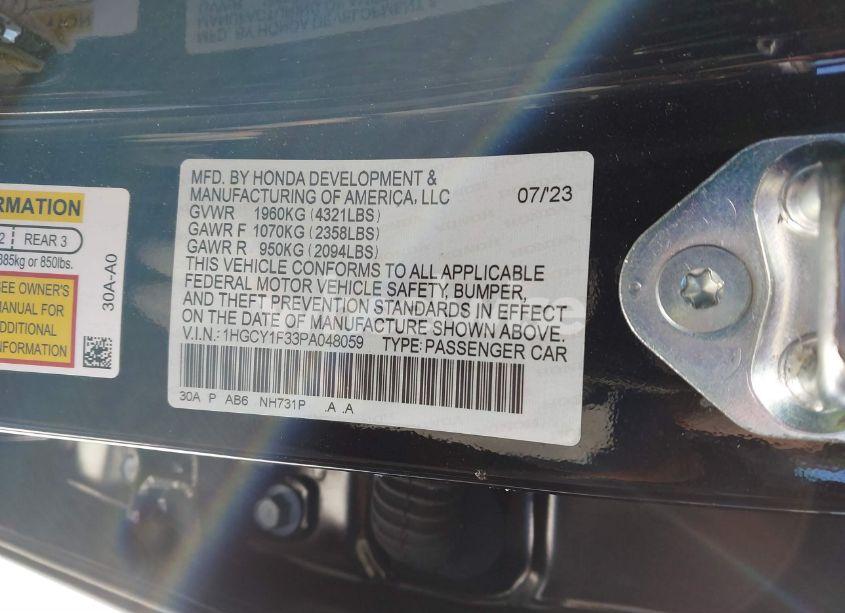 MFD. BY HONDA DEVELOPMENT &
MANUFACTURING OF AMERICA, LLC 07/23
GVWR 1960KG (4321LBS)
GAWR F 1070KG (2358LBS)
GAWR R 950KG (2094LBS)
THIS VEHICLE CONFORMS TO ALL APPLICABLE
FEDERAL MOTOR VEHICLE SAFETY, BUMPER,
AND THEFT PREVENTION STANDARDS IN EFFECT
ON THE DATE OF MANUFACTURE SHOWN ABOVE.
V.I.N.: 1HGCY1F33PA048059 TYPE: PASSENGER CAR
30A P AB6 NH731P .A .A
RMATION
2 REAR 3
385kg or 850lbs.
SEE OWNER'S
MANUAL FOR
ADDITIONAL
INFORMATION
30A-A0